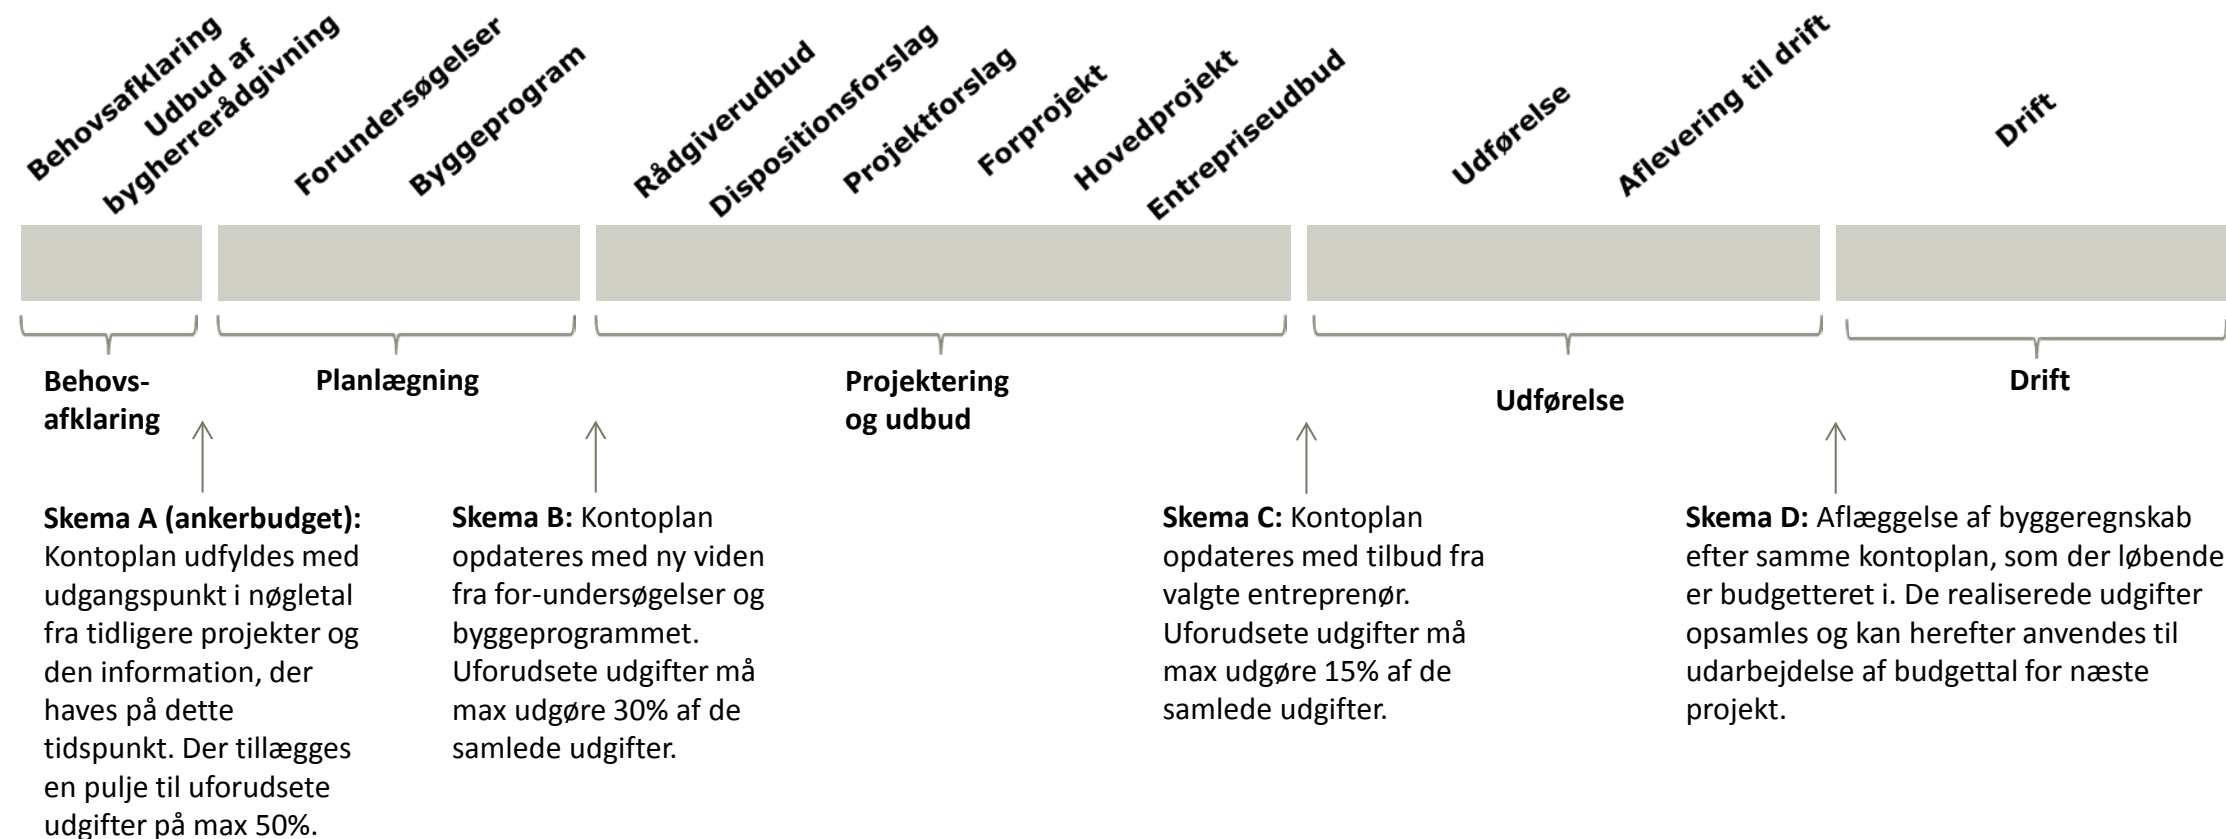 Behovsafklaring
Udbud af
bygherrerådgivning
Forundersøgelser
Byggeprogram
Rådgiverudbud
Dispositionsforslag
Projektforslag
Forprojekt
Hovedprojekt
Entrepriseudbud
Udførelse
Aflevering til drift
Drift
Behovs-
afklaring
Planlægning
Projektering
og udbud
Udførelse
Drift
Skema A (ankerbudget):
Kontoplan udfyldes med
udgangspunkt i nøgletal
fra tidligere projekter og
den information, der
haves på dette
tidspunkt. Der tillægges
en pulje til uforudsete
udgifter på max 50%.
Skema B: Kontoplan
opdateres med ny viden
fra for-undersøgelser og
byggeprogrammet.
Uforudsete udgifter må
max udgøre 30% af de
samlede udgifter.
Skema C: Kontoplan
opdateres med tilbud fra
valgte entreprenør.
Uforudsete udgifter må
max udgøre 15% af de
samlede udgifter.
Skema D: Aflæggelse af byggeregnskab
efter samme kontoplan, som der løbende
er budgetteret i. De realiserede udgifter
opsamles og kan herefter anvendes til
udarbejdelse af budgettal for næste
projekt.